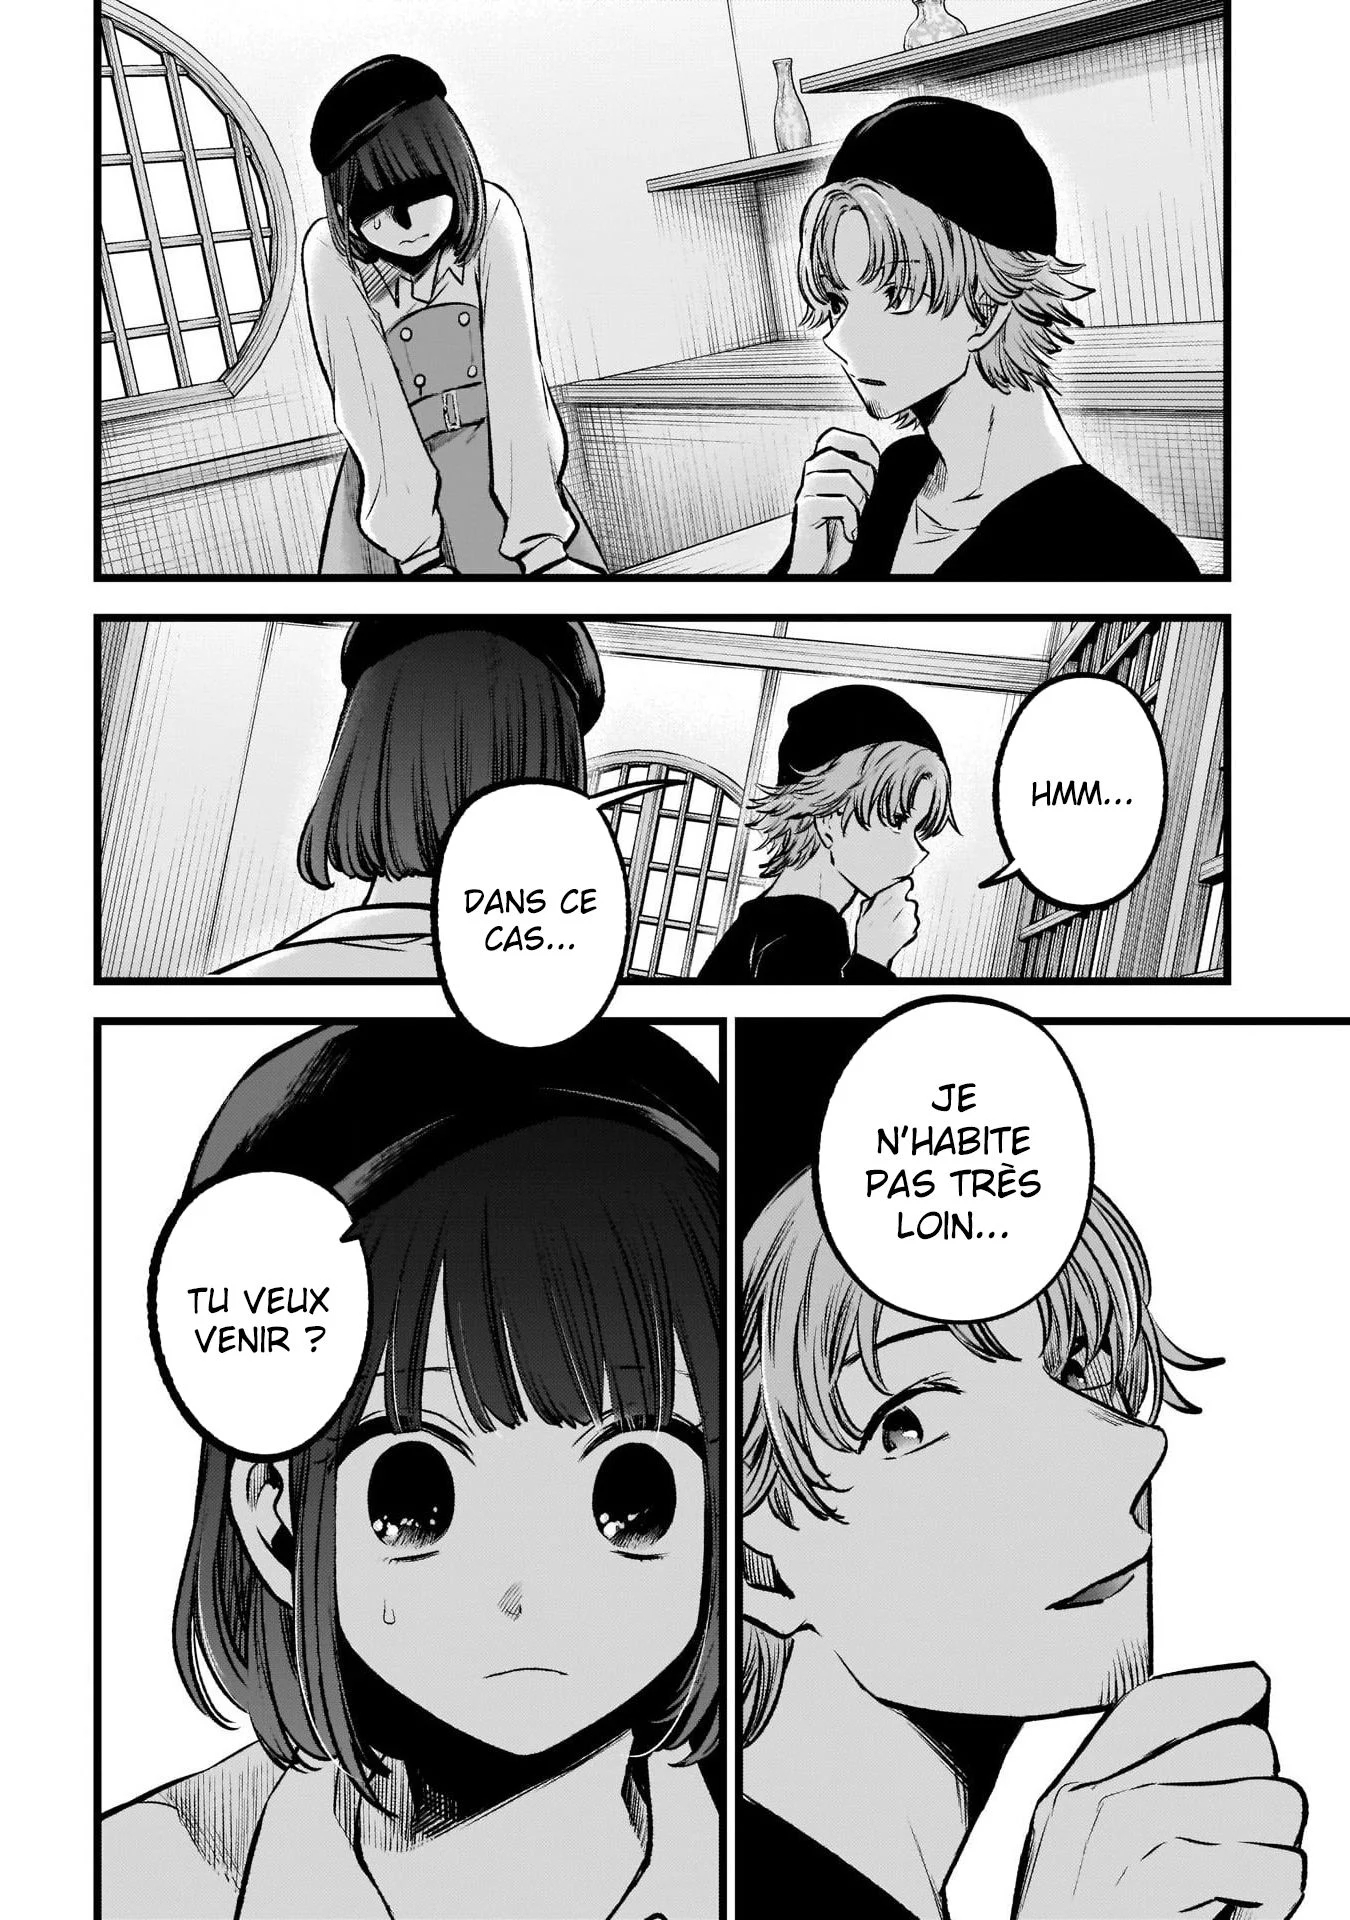 HMM...
DANS CE
CAS...
JE
N'HABITE
PAS TRÈS
LOIN...
TU VEUX
VENIR ?